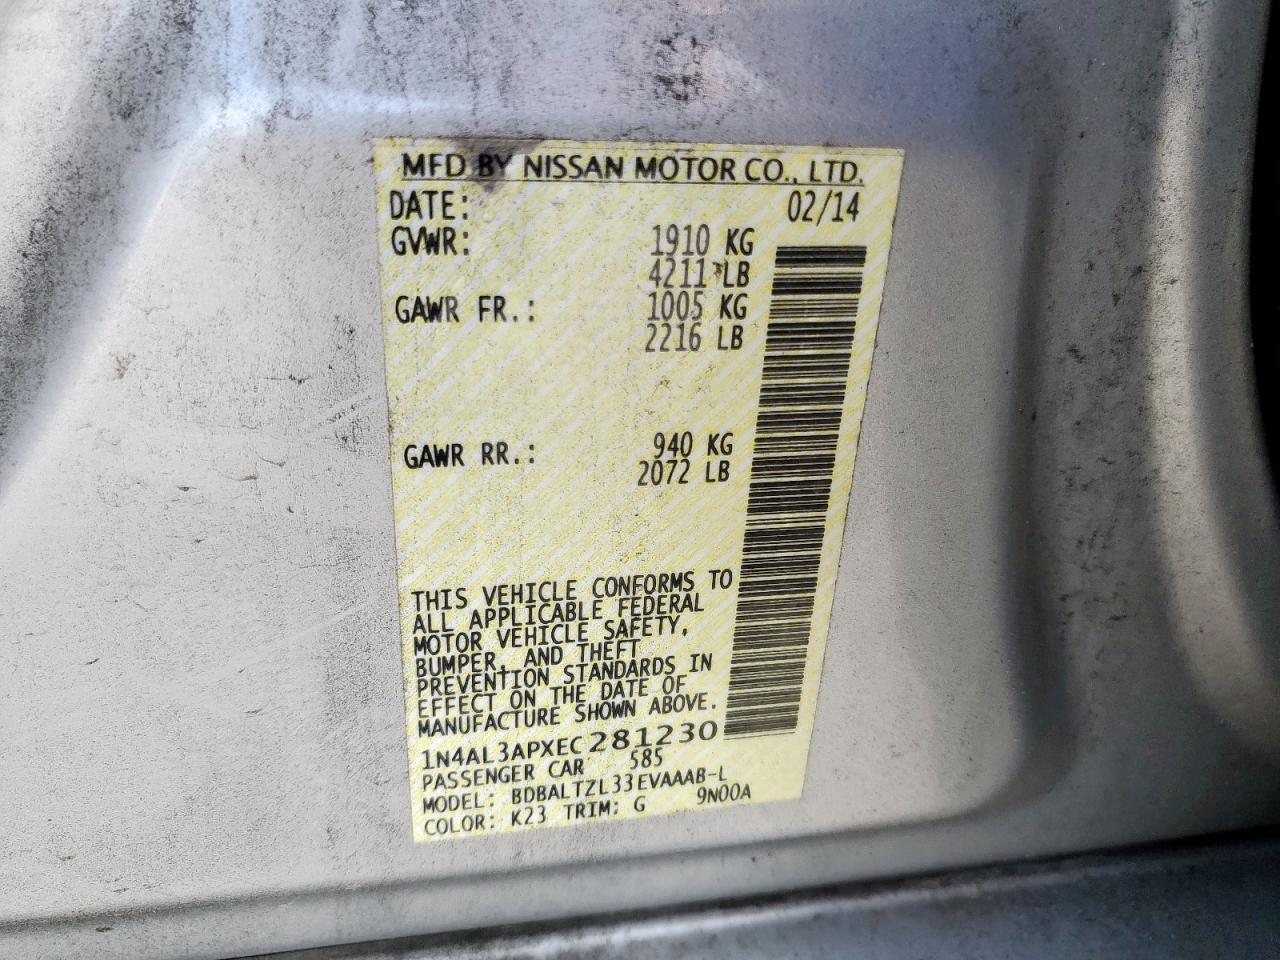 MFD BY NISSAN MOTOR CO., LTD.
DATE: 02/14
GVWR: 1910 KG
4211 LB
GAWR FR.: 1005 KG
2216 LB
GAWR RR.: 940 KG
2072 LB
THIS VEHICLE CONFORMS TO
ALL APPLICABLE FEDERAL
MOTOR VEHICLE SAFETY,
BUMPER, AND THEFT
PREVENTION STANDARDS IN
EFFECT ON THE DATE OF
MANUFACTURE SHOWN ABOVE.
1N4AL3APXEC281230
PASSENGER CAR 585
MODEL: BDBALTZL33EVAAAB-L
COLOR: K23 TRIM: G 9N00A